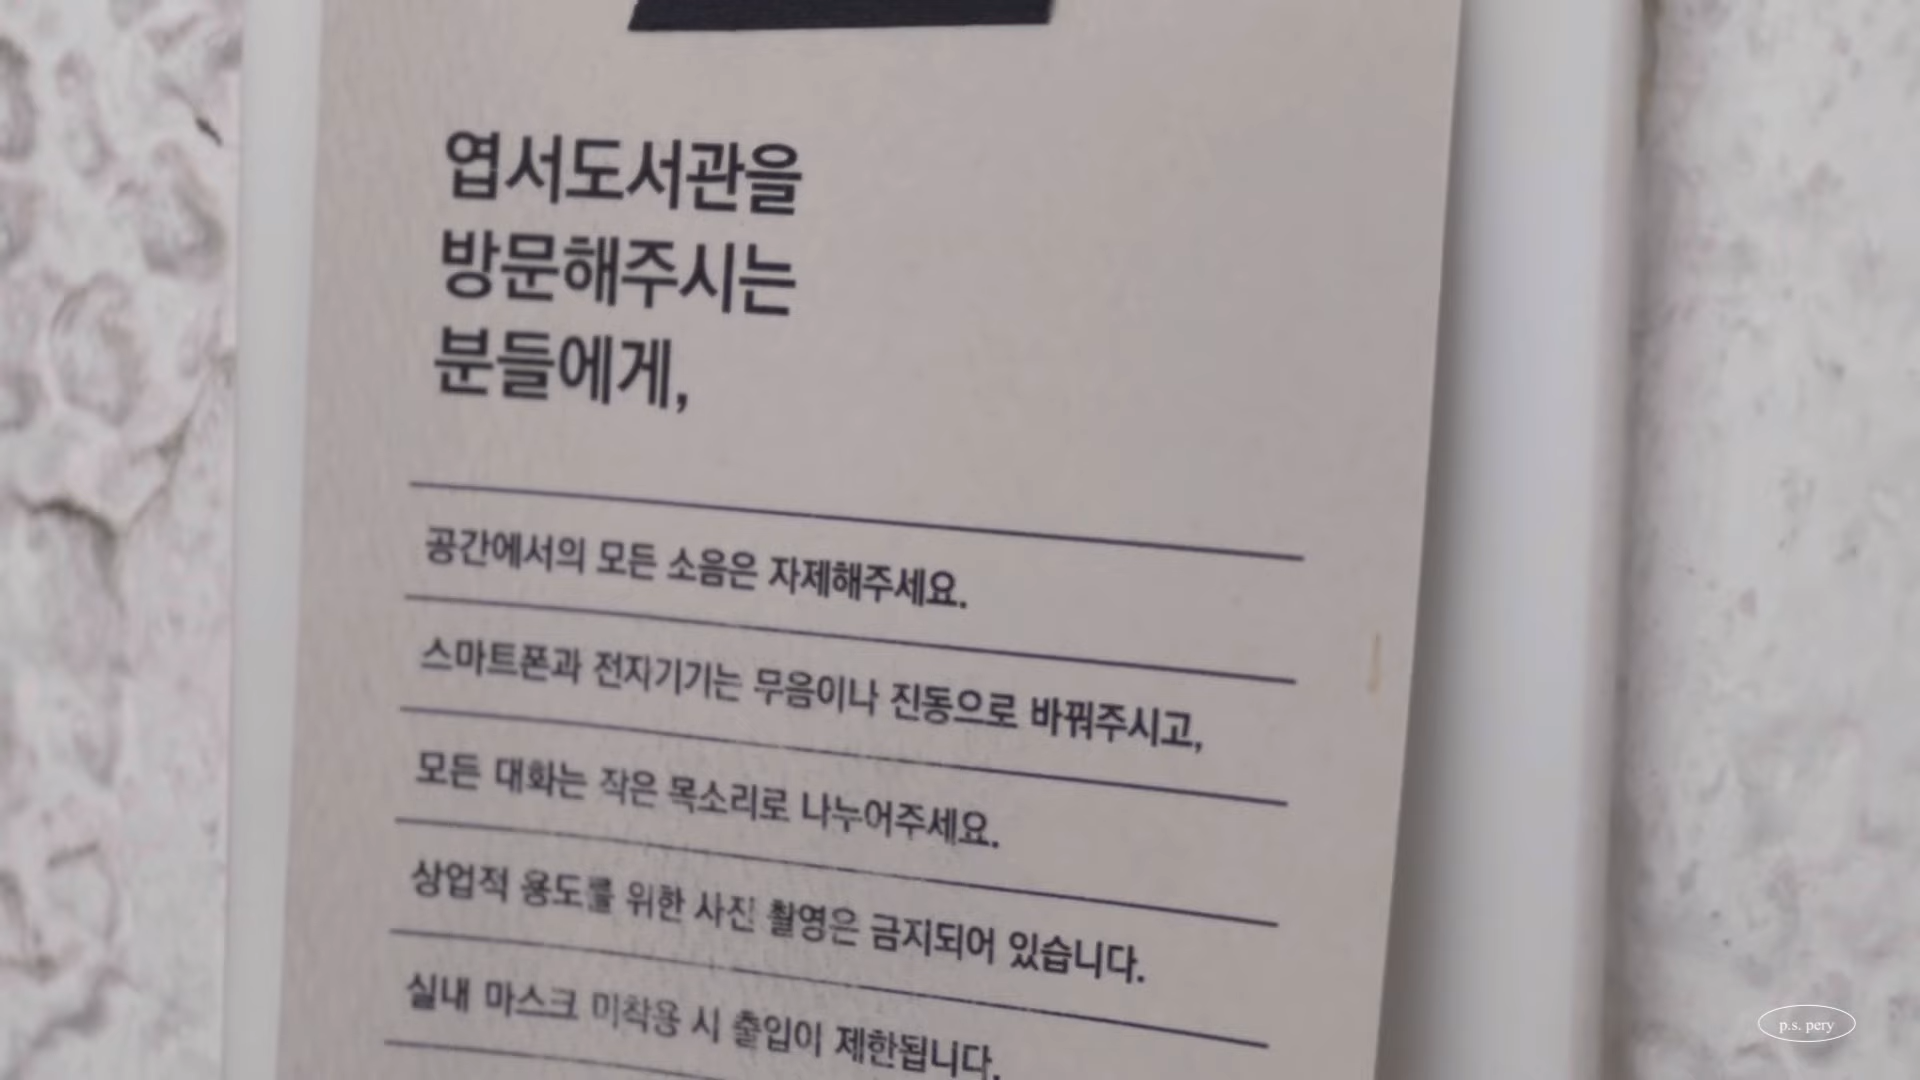 엽서도서관을
방문해주시는
분들에게,
공간에서의 모든 소음은 자제해주세요.
스마트폰과 전자기기는 무음이나 진동으로 바꿔주시고,
모든 대화는 작은 목소리로 나누어주세요.
상업적 용도를 위한 사진 촬영은 금지되어 있습니다.
실내 마스크 미착용 시 출입이 제한됩니다.
p.s. pery